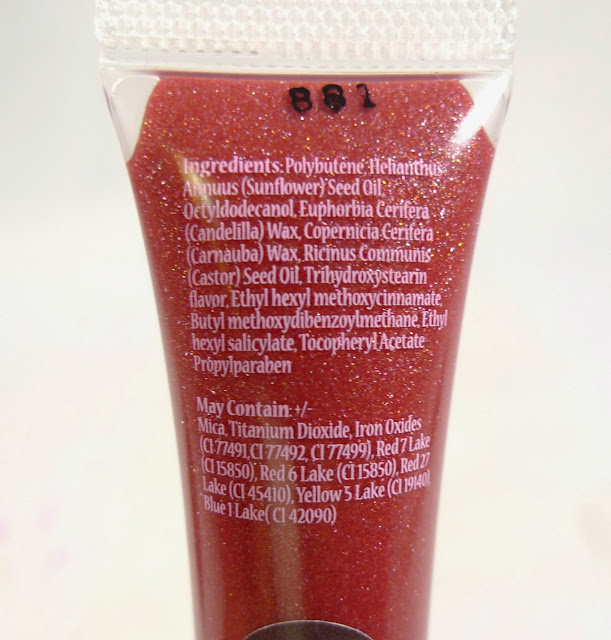 881
Ingredients: Polybutene, Helianthus
Annuus (Sunflower) Seed Oil
Octyldodecanol, Euphorbia Cerifera
(Candelilla) Wax, Copernicia Cerifera
(Carnauba) Wax, Ricinus Communis
(Castor) Seed Oil, Trihydroxystearin
flavor, Ethyl hexyl methoxycinnamate,
Butyl methoxydibenzoylmethane, Ethyl
hexyl salicylate, Tocopheryl Acetate
Propylparaben
May Contain: +/-
Mica, Titanium Dioxide, Iron Oxides
(CI 77491, CI 77492, CI 77499), Red 7 Lake
(CI 15850), Red 6 Lake (CI 15850), Red 27
Lake (CI 45410), Yellow 5 Lake (CI 19140),
Blue 1 Lake( CI 42090)